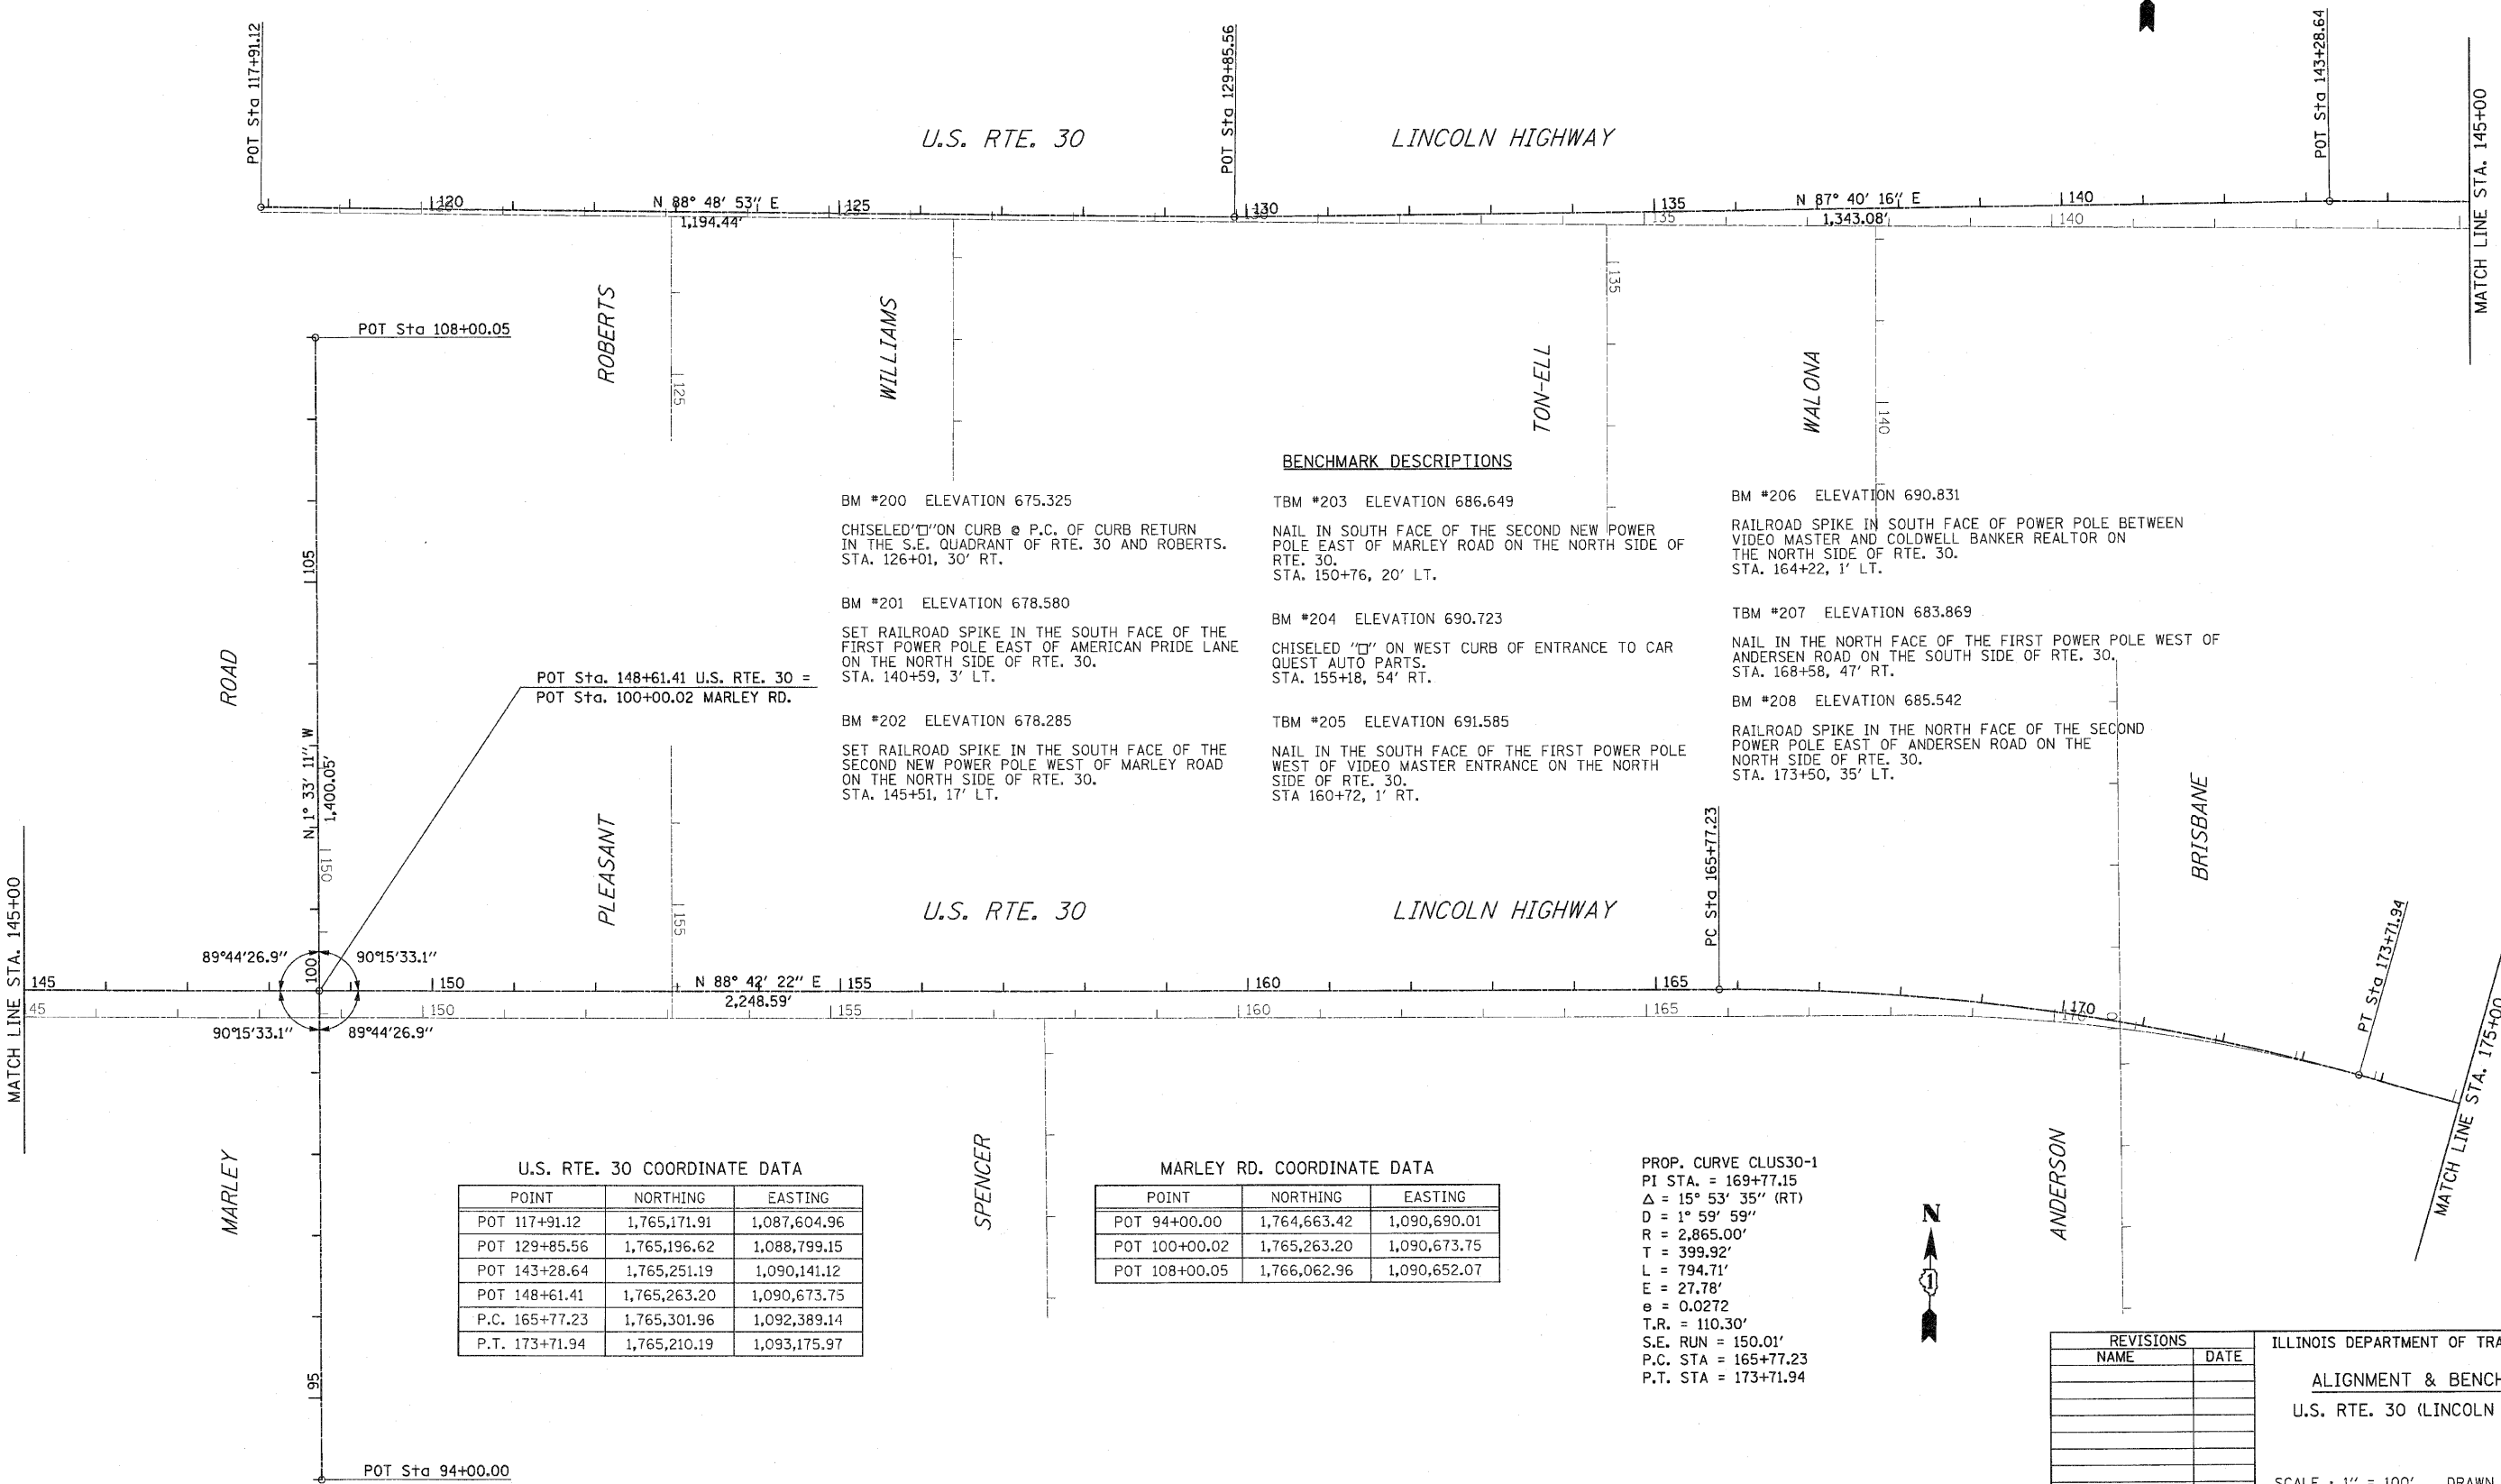 POT Sta 117+91.12
POT Sta 129+85.56
POT Sta 143+28.64
MATCH LINE STA. 145+00
U.S. RTE. 30
LINCOLN HIGHWAY
120
N 88° 48' 53" E
125
130
135
N 87° 40' 16" E
140
1,194.44'
125
130
135
1,343.08'
140
ROBERTS
125
WILLIAMS
TON-ELL
135
WALONA
140
POT Sta 108+00.05
105
ROAD
N 1° 33' 11" W
1,400.05'
150
100
POT Sta. 148+61.41 U.S. RTE. 30 =
POT Sta. 100+00.02 MARLEY RD.
BENCHMARK DESCRIPTIONS
BM #200 ELEVATION 675.325
CHISELED"□"ON CURB @ P.C. OF CURB RETURN
IN THE S.E. QUADRANT OF RTE. 30 AND ROBERTS.
STA. 126+01, 30' RT.
BM #201 ELEVATION 678.580
SET RAILROAD SPIKE IN THE SOUTH FACE OF THE
FIRST POWER POLE EAST OF AMERICAN PRIDE LANE
ON THE NORTH SIDE OF RTE. 30.
STA. 140+59, 3' LT.
BM #202 ELEVATION 678.285
SET RAILROAD SPIKE IN THE SOUTH FACE OF THE
SECOND NEW POWER POLE WEST OF MARLEY ROAD
ON THE NORTH SIDE OF RTE. 30.
STA. 145+51, 17' LT.
TBM #203 ELEVATION 686.649
NAIL IN SOUTH FACE OF THE SECOND NEW POWER
POLE EAST OF MARLEY ROAD ON THE NORTH SIDE OF
RTE. 30.
STA. 150+76, 20' LT.
BM #204 ELEVATION 690.723
CHISELED "□" ON WEST CURB OF ENTRANCE TO CAR
QUEST AUTO PARTS.
STA. 155+18, 54' RT.
TBM #205 ELEVATION 691.585
NAIL IN THE SOUTH FACE OF THE FIRST POWER POLE
WEST OF VIDEO MASTER ENTRANCE ON THE NORTH
SIDE OF RTE. 30.
STA 160+72, 1' RT.
BM #206 ELEVATION 690.831
RAILROAD SPIKE IN SOUTH FACE OF POWER POLE BETWEEN
VIDEO MASTER AND COLDWELL BANKER REALTOR ON
THE NORTH SIDE OF RTE. 30.
STA. 164+22, 1' LT.
TBM #207 ELEVATION 683.869
NAIL IN THE NORTH FACE OF THE FIRST POWER POLE WEST OF
ANDERSEN ROAD ON THE SOUTH SIDE OF RTE. 30.
STA. 168+58, 47' RT.
BM #208 ELEVATION 685.542
RAILROAD SPIKE IN THE NORTH FACE OF THE SECOND
POWER POLE EAST OF ANDERSEN ROAD ON THE
NORTH SIDE OF RTE. 30.
STA. 173+50, 35' LT.
MATCH LINE STA. 145+00
PLEASANT
155
U.S. RTE. 30
LINCOLN HIGHWAY
PC Sta 165+77.23
BRISBANE
PT Sta 173+71.94
MATCH LINE STA. 175+00
89°44'26.9"
90°15'33.1"
145
150
N 88° 42' 22" E
155
160
165
170
2,248.59'
45
150
155
160
165
170
90°15'33.1"
89°44'26.9"
MARLEY
SPENCER
ANDERSON
95
POT Sta 94+00.00
U.S. RTE. 30 COORDINATE DATA
POINT NORTHING EASTING
POT 117+91.12 1,765,171.91 1,087,604.96
POT 129+85.56 1,765,196.62 1,088,799.15
POT 143+28.64 1,765,251.19 1,090,141.12
POT 148+61.41 1,765,263.20 1,090,673.75
P.C. 165+77.23 1,765,301.96 1,092,389.14
P.T. 173+71.94 1,765,210.19 1,093,175.97
MARLEY RD. COORDINATE DATA
POINT NORTHING EASTING
POT 94+00.00 1,764,663.42 1,090,690.01
POT 100+00.02 1,765,263.20 1,090,673.75
POT 108+00.05 1,766,062.96 1,090,652.07
PROP. CURVE CLUS30-1
PI STA. = 169+77.15
Δ = 15° 53' 35" (RT)
D = 1° 59' 59"
R = 2,865.00'
T = 399.92'
L = 794.71'
E = 27.78'
e = 0.0272
T.R. = 110.30'
S.E. RUN = 150.01'
P.C. STA = 165+77.23
P.T. STA = 173+71.94
N
1
REVISIONS
NAME DATE
ILLINOIS DEPARTMENT OF TRA
ALIGNMENT & BENCH
U.S. RTE. 30 (LINCOLN
SCALE : 1" = 100' DRAWN